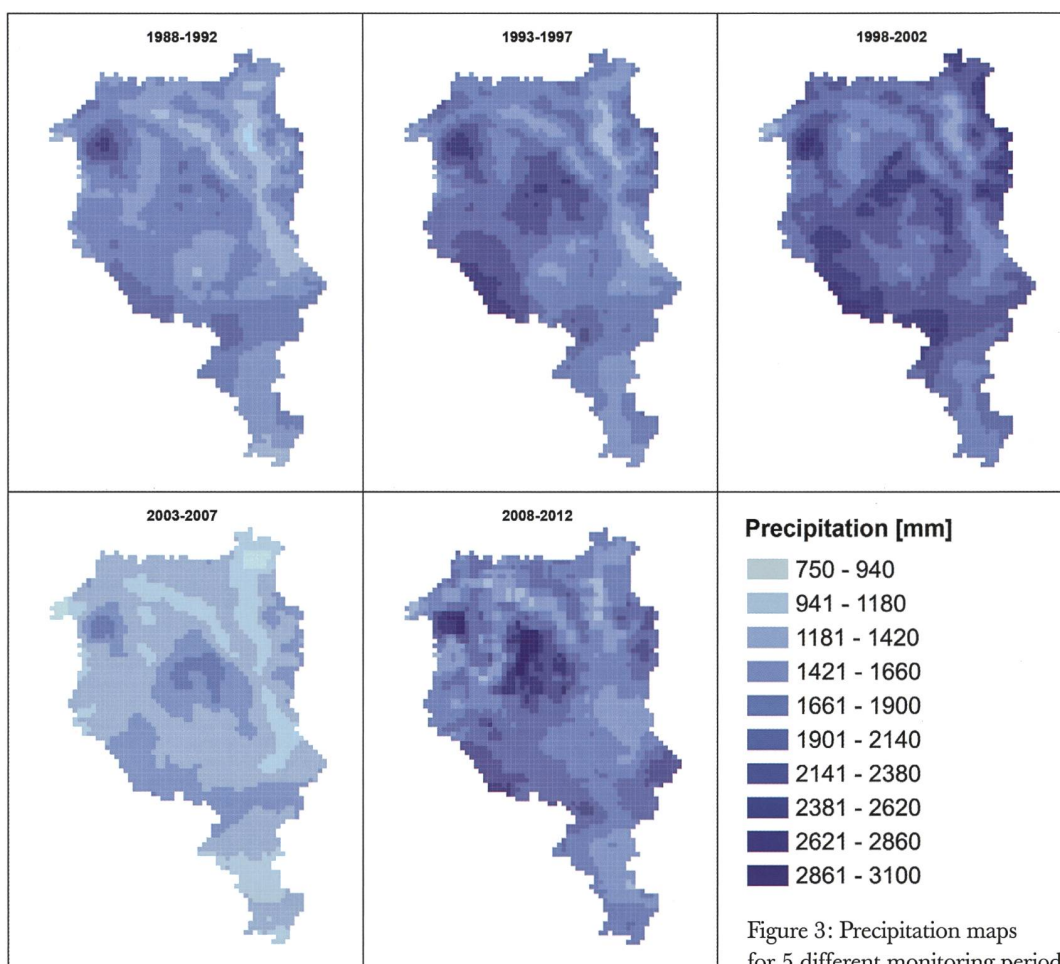 1988-1992
1993-1997
1998-2002
2003-2007
2008-2012
Precipitation [mm]
750 - 940
941 - 1180
1181 - 1420
1421 - 1660
1661 - 1900
1901 - 2140
2141 - 2380
2381 - 2620
2621 - 2860
2861 - 3100
Figure 3: Precipitation maps
for 5 different monitoring period